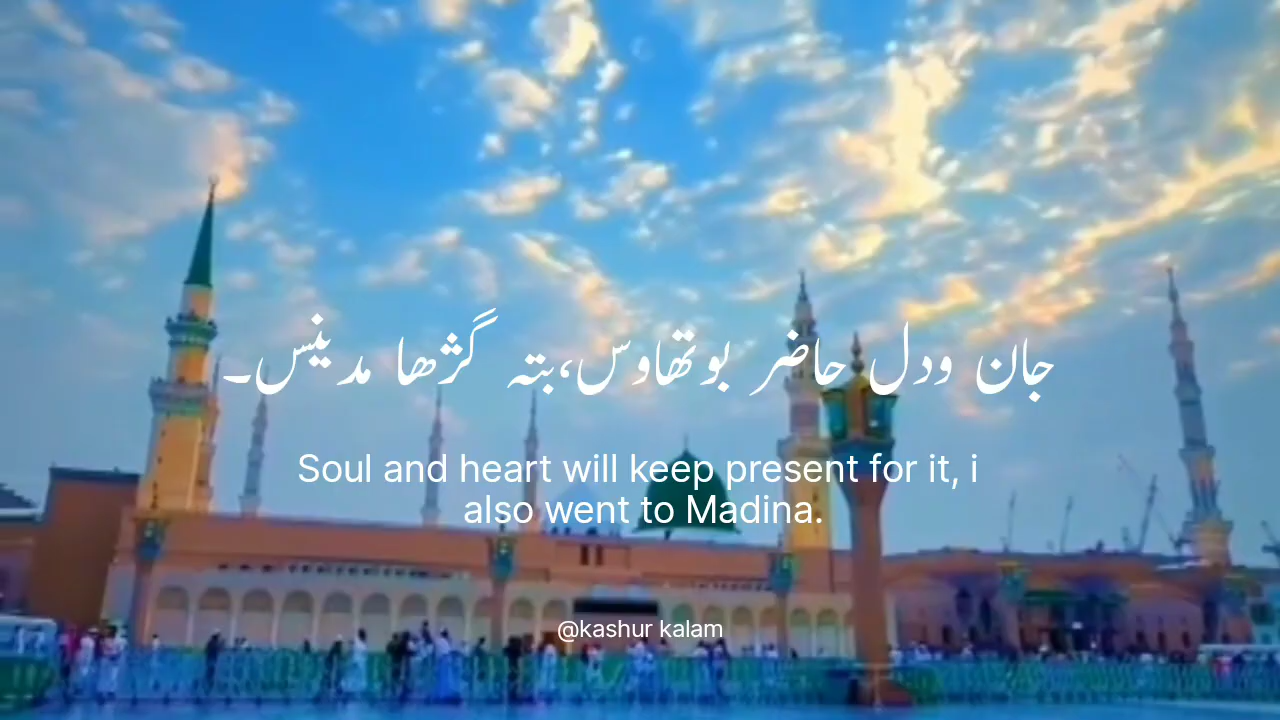 جان ودل حاضر بوتھاوس،بتہ گژھا مدینس۔
Soul and heart will keep present for it, i
also went to Madina.
@kashur kalam